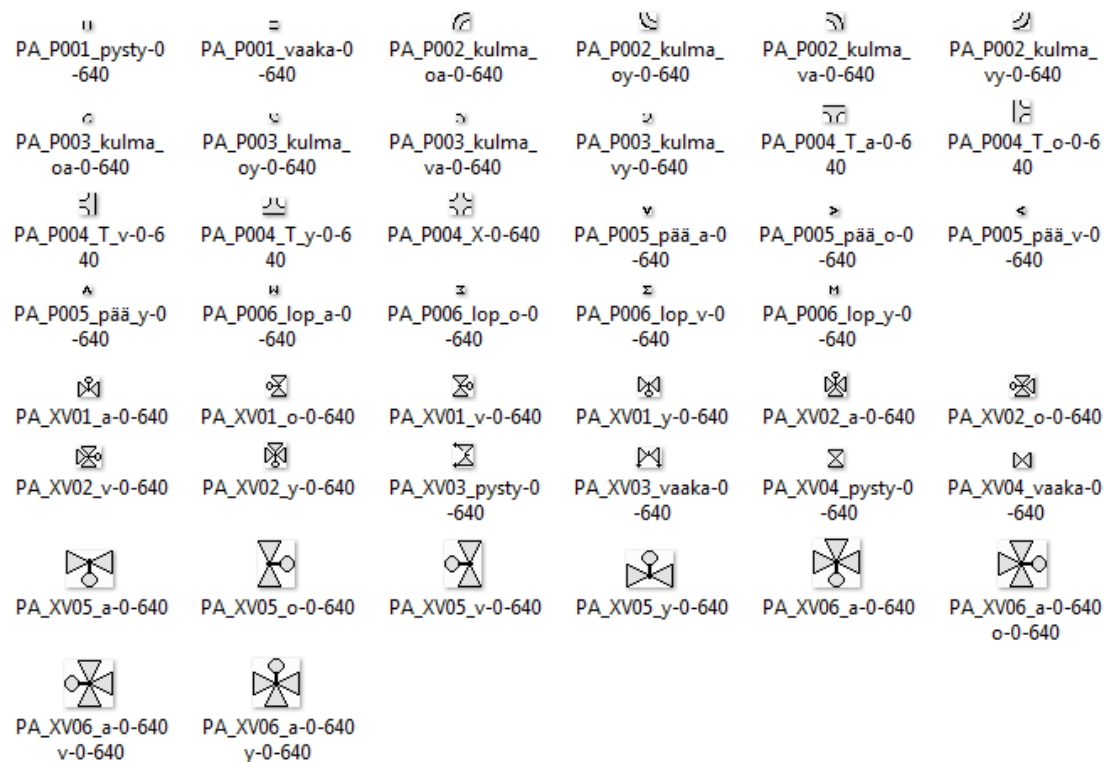 PA_P001_pysty-0 PA_P001_vaaka-0 PA_P002_kulma_ PA_P002_kulma_ PA_P002_kulma_ PA_P002_kulma_
-640 -640 oa-0-640 oy-0-640 va-0-640 vy-0-640
PA_P003_kulma_ PA_P003_kulma_ PA_P003_kulma_ PA_P003_kulma_ PA_P004_T_a-0-6 PA_P004_T_o-0-6
oa-0-640 oy-0-640 va-0-640 vy-0-640 40 40
PA_P004_T_v-0-6 PA_P004_T_y-0-6 PA_P004_X-0-640 PA_P005_pää_a-0 PA_P005_pää_o-0 PA_P005_pää_v-0
40 40 -640 -640 -640
PA_P005_pää_y-0 PA_P006_lop_a-0 PA_P006_lop_o-0 PA_P006_lop_v-0 PA_P006_lop_y-0
-640 -640 -640 -640 -640
PA_XV01_a-0-640 PA_XV01_o-0-640 PA_XV01_v-0-640 PA_XV01_y-0-640 PA_XV02_a-0-640 PA_XV02_o-0-640
PA_XV02_v-0-640 PA_XV02_y-0-640 PA_XV03_pysty-0 PA_XV03_vaaka-0 PA_XV04_pysty-0 PA_XV04_vaaka-0
-640 -640 -640 -640
PA_XV05_a-0-640 PA_XV05_o-0-640 PA_XV05_v-0-640 PA_XV05_y-0-640 PA_XV06_a-0-640 PA_XV06_a-0-640
o-0-640
PA_XV06_a-0-640 PA_XV06_a-0-640
v-0-640 y-0-640